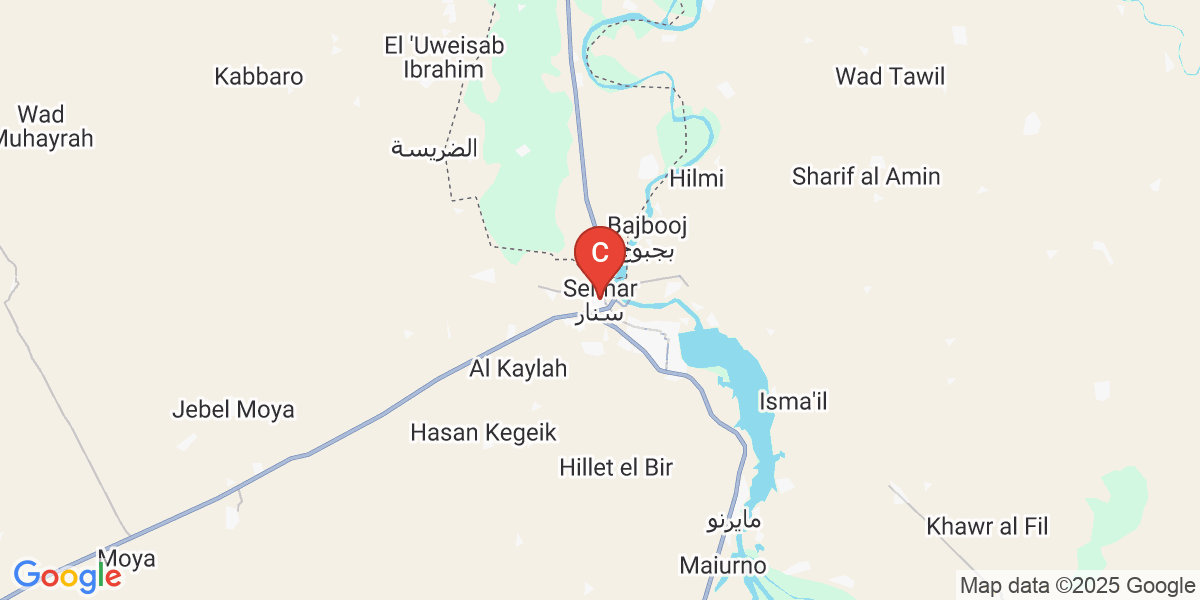 El 'Uweisab
Ibrahim
Kabbaro
Wad Tawil
Wad
Muhayrah
الضريسة
Hilmi
Sharif al Amin
Bajbooj
بجبوج
C
Sennar
سنار
Al Kaylah
Jebel Moya
Isma'il
Hasan Kegeik
Hillet el Bir
مايرنو
Khawr al Fil
Moya
Maiurno
Google
Map data ©2025 Google